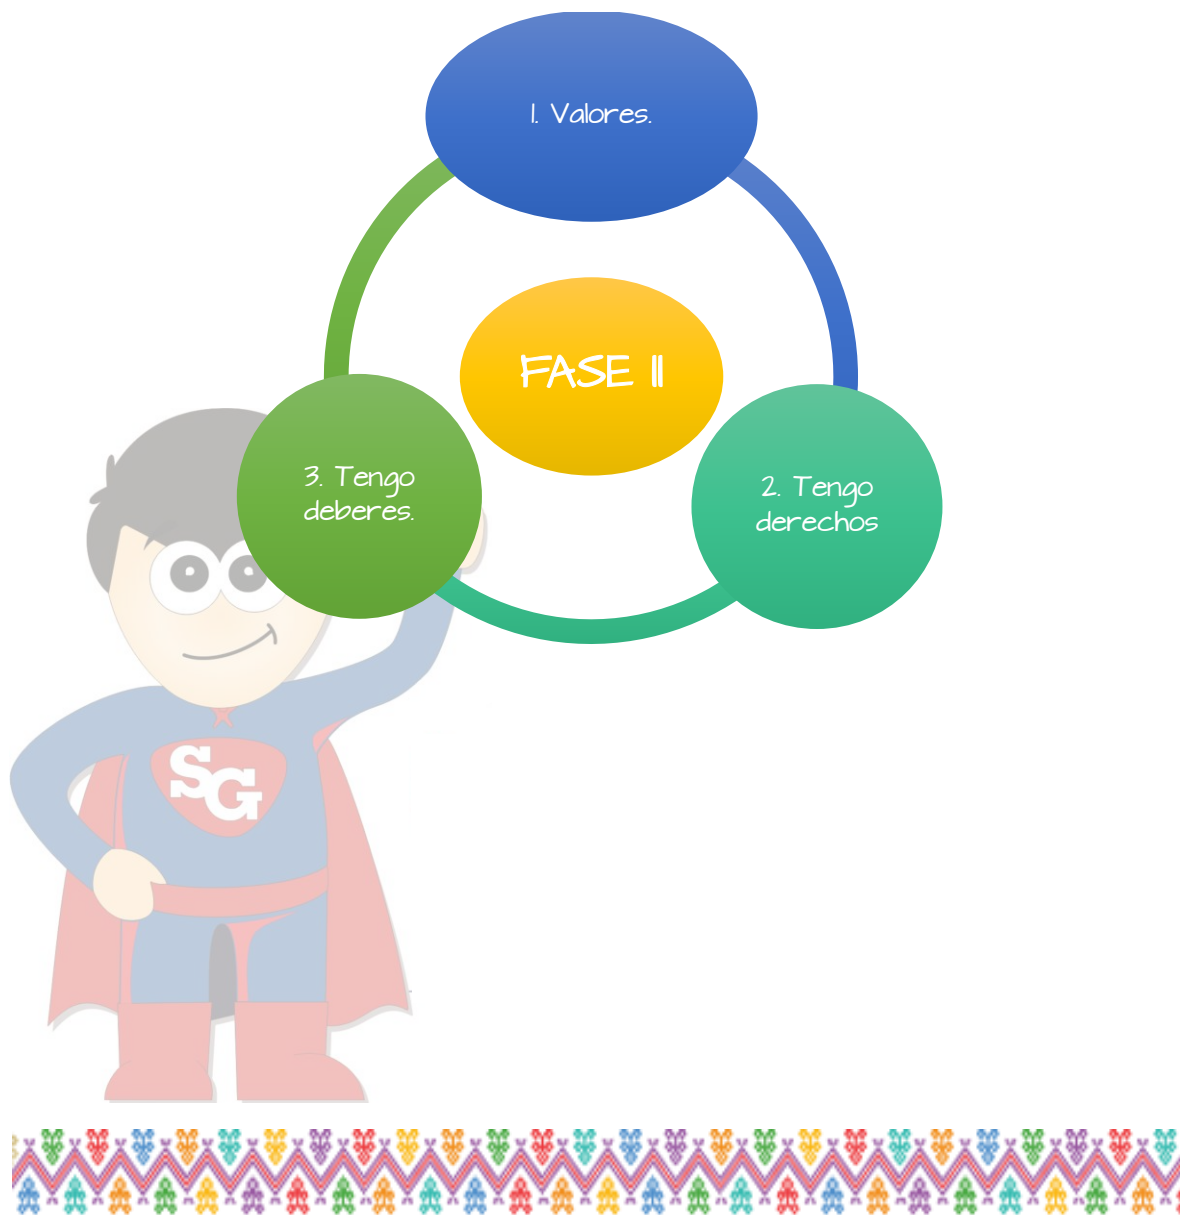 1. Valores.
FASE II
3. Tengo
deberes.
2. Tengo
derechos
SG